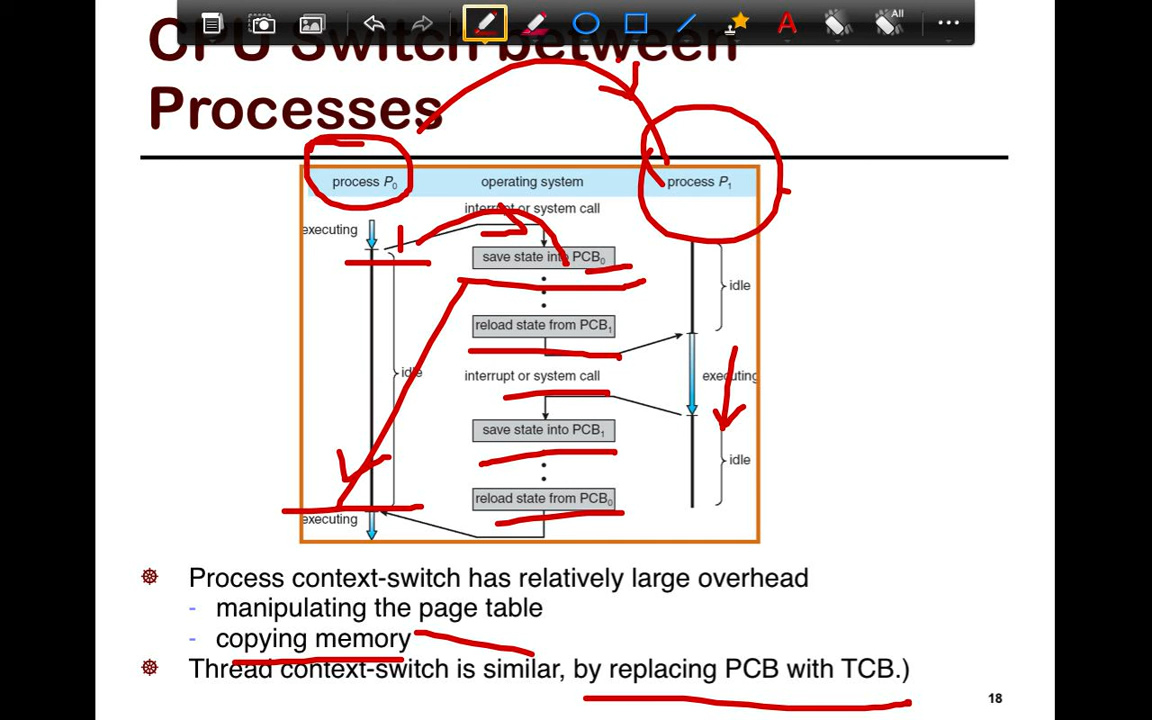 All
A
CPU Switch between
Processes
process P0 operating system process P1
interrupt or system call
executing
save state into PCB0
idle
reload state from PCB1
idle
interrupt or system call
executing
save state into PCB1
idle
reload state from PCB0
executing
Process context-switch has relatively large overhead
- manipulating the page table
- copying memory
Thread context-switch is similar, by replacing PCB with TCB.)
18